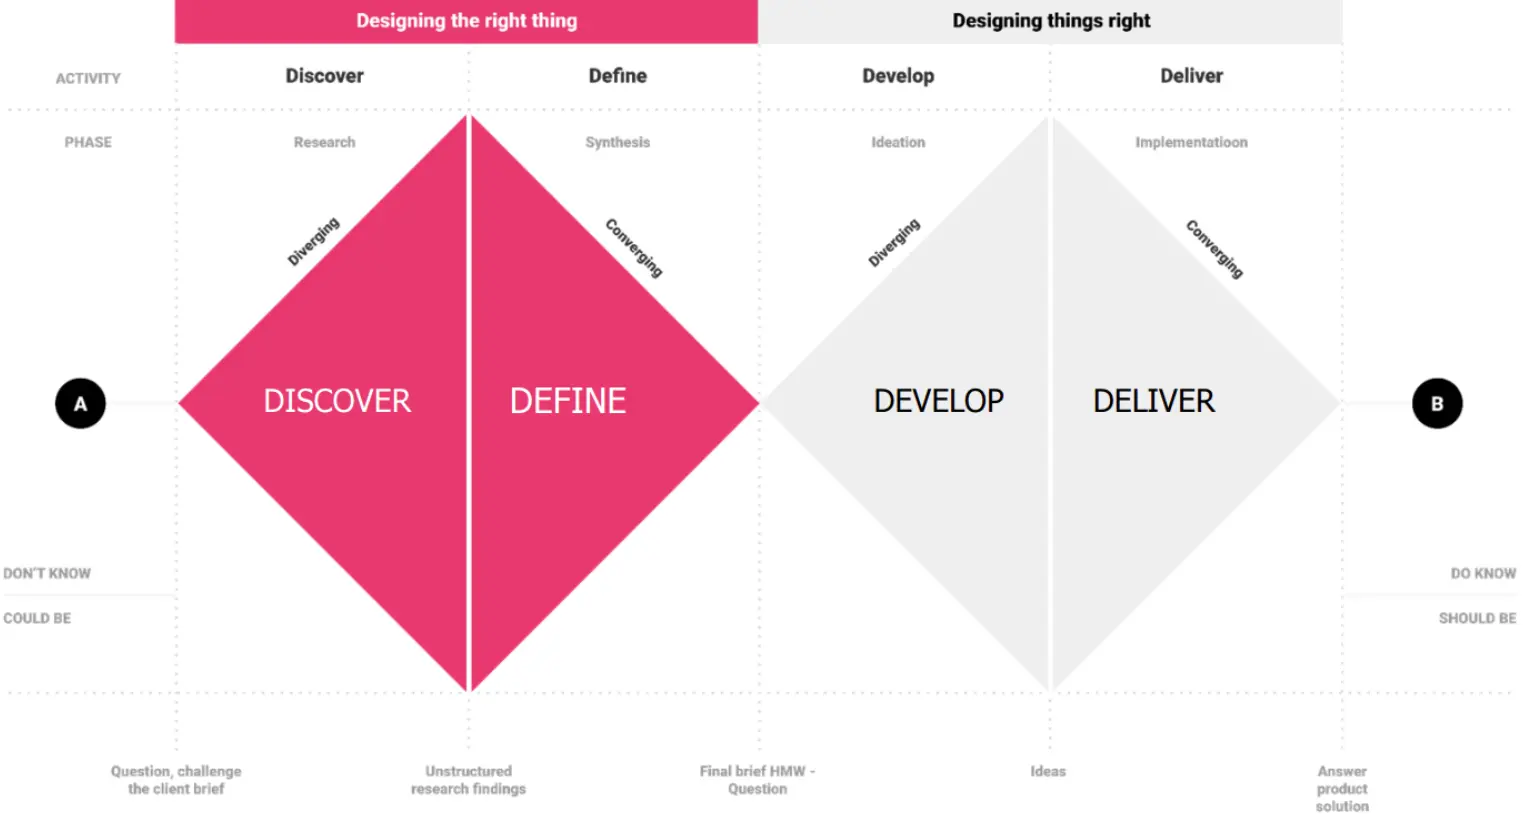 Designing the right thing
Designing things right
ACTIVITY
Discover
Define
Develop
Deliver
PHASE
Research
Synthesis
Ideation
Implementatioon
Diverging
Converging
Diverging
Converging
A
DISCOVER
DEFINE
DEVELOP
DELIVER
B
DON'T KNOW
COULD BE
DO KNOW
SHOULD BE
Question, challenge
the client brief
Unstructured
research findings
Final brief HMW -
Question
Ideas
Answer
product
solution